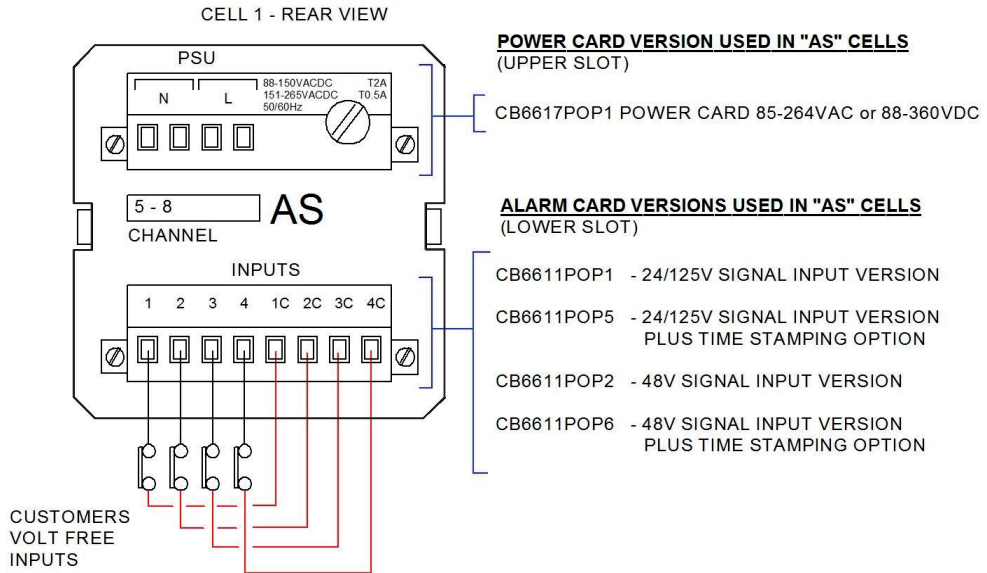 CELL 1 - REAR VIEW
PSU
N L
88-150VACDC T2A
151-265VACDC T0.5A
50/60Hz
5 - 8
AS
CHANNEL
INPUTS
1 2 3 4 1C 2C 3C 4C
CUSTOMERS
VOLT FREE
INPUTS
POWER CARD VERSION USED IN "AS" CELLS
(UPPER SLOT)
CB6617POP1 POWER CARD 85-264VAC or 88-360VDC
ALARM CARD VERSIONS USED IN "AS" CELLS
(LOWER SLOT)
CB6611POP1 - 24/125V SIGNAL INPUT VERSION
CB6611POP5 - 24/125V SIGNAL INPUT VERSION
PLUS TIME STAMPING OPTION
CB6611POP2 - 48V SIGNAL INPUT VERSION
CB6611POP6 - 48V SIGNAL INPUT VERSION
PLUS TIME STAMPING OPTION